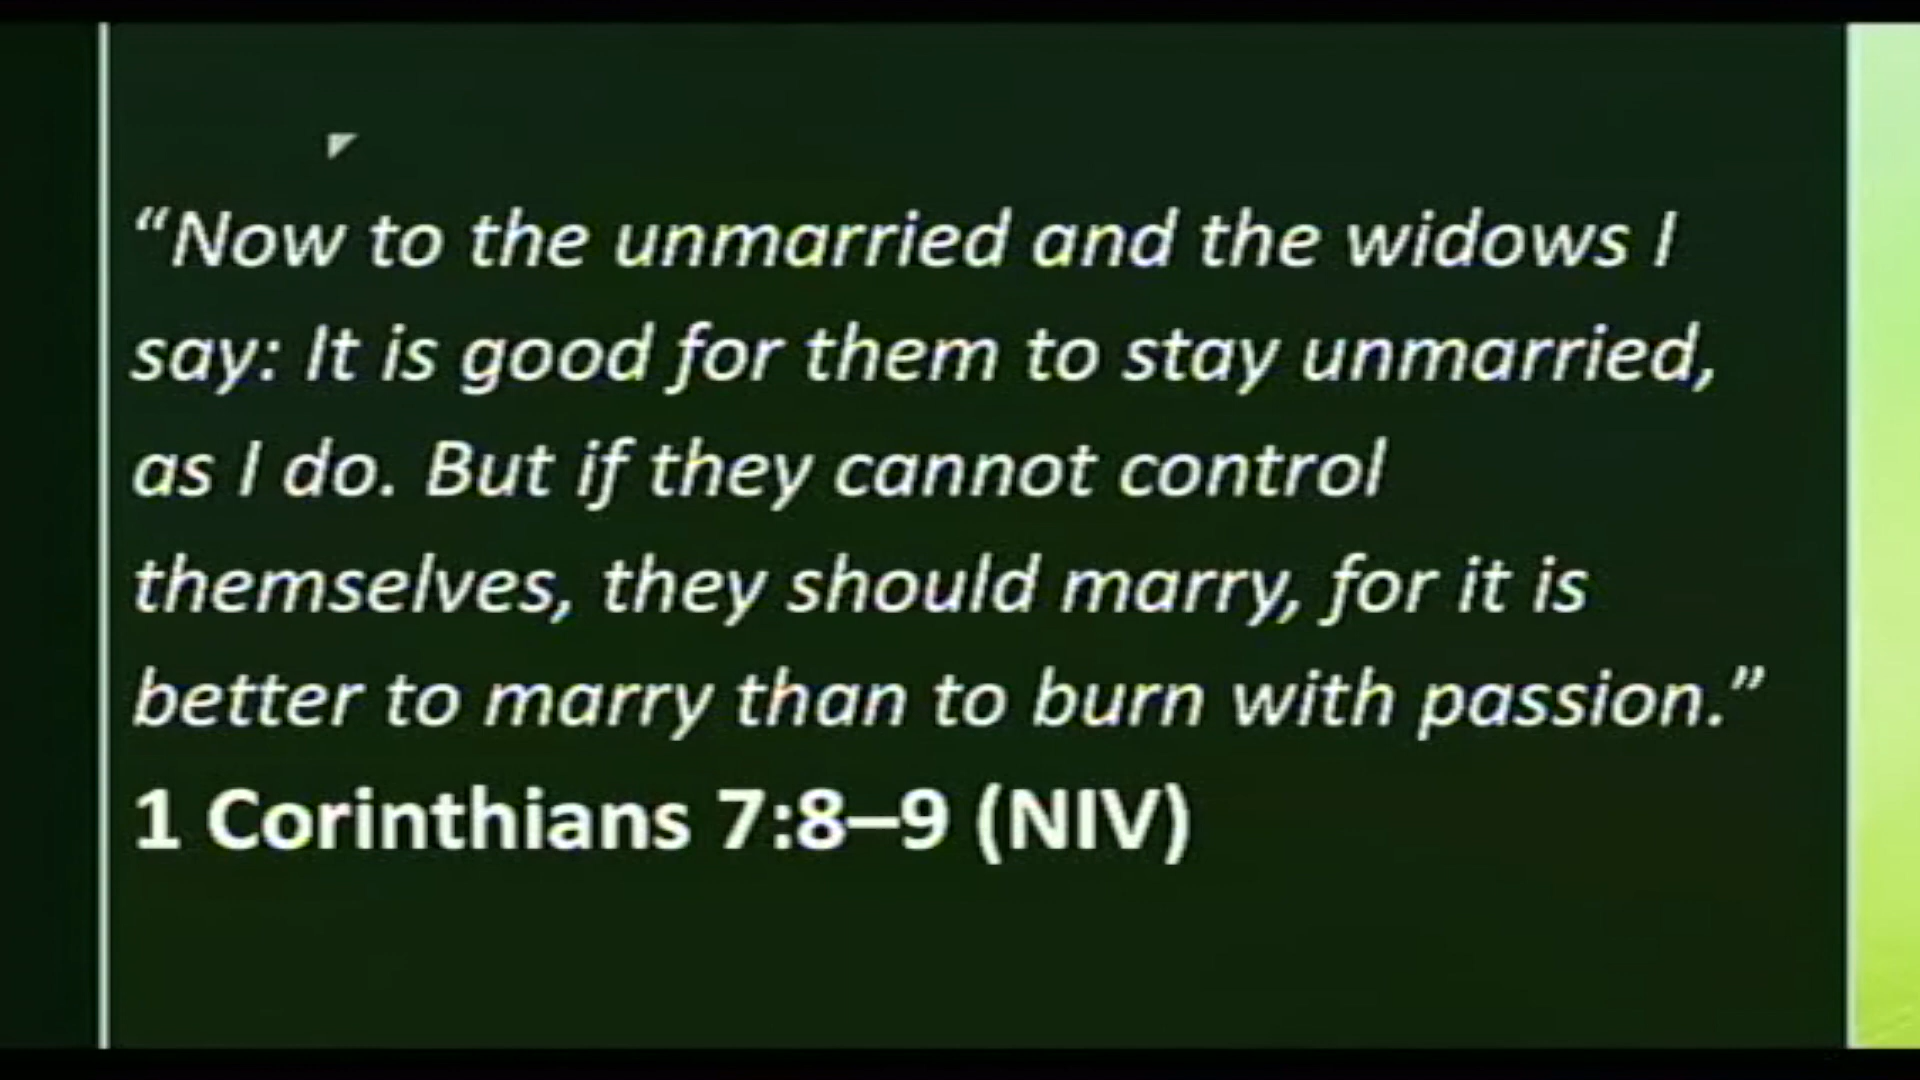 “Now to the unmarried and the widows I
say: It is good for them to stay unmarried,
as I do. But if they cannot control
themselves, they should marry, for it is
better to marry than to burn with passion.”
1 Corinthians 7:8–9 (NIV)